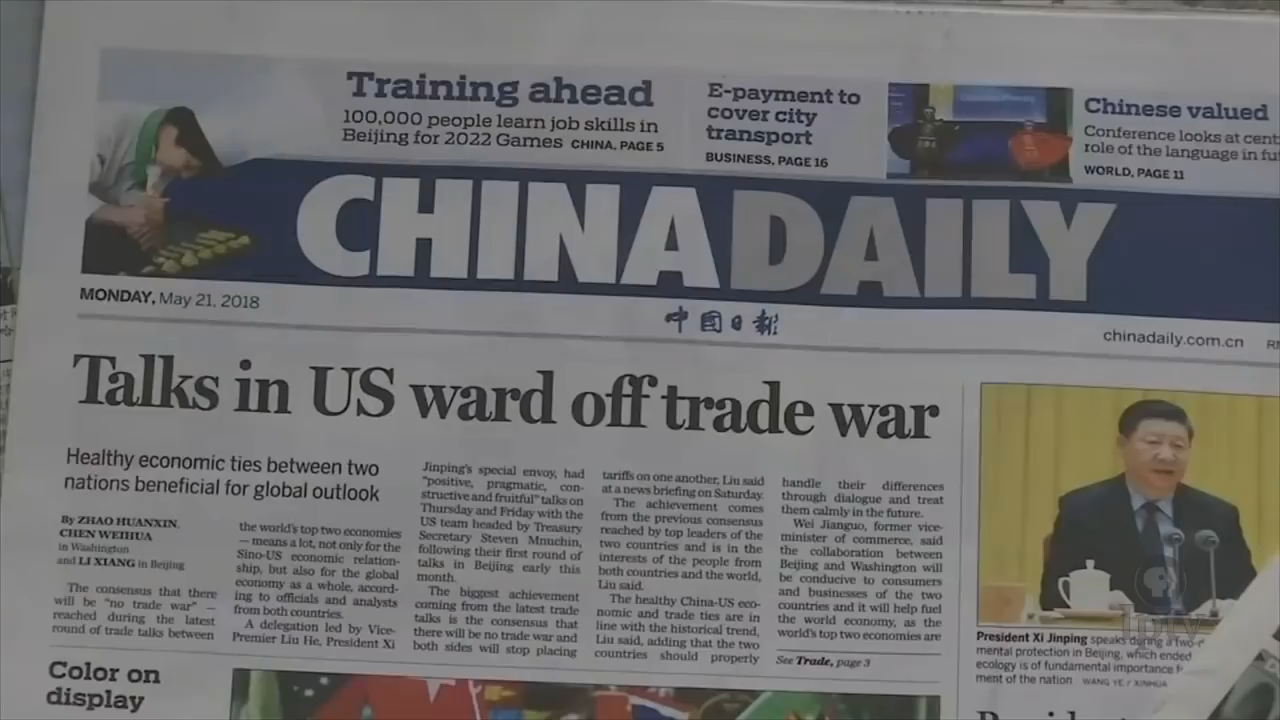 Training ahead
100,000 people learn job skills in
Beijing for 2022 Games CHINA, PAGE 5
E-payment to
cover city
transport
BUSINESS, PAGE 16
Chinese valued
Conference looks at cent
role of the language in fu
WORLD, PAGE 11
CHINADAILY
MONDAY, May 21, 2018
中國日報
chinadaily.com.cn
Talks in US ward off trade war
Healthy economic ties between two
nations beneficial for global outlook
By ZHAO HUANXIN,
CHEN WEIHUA
in Washington
and LI XIANG in Beijing
The consensus that there
will be "no trade war" —
reached during the latest
round of trade talks between
the world's top two economies
— means a lot, not only for the
Sino-US economic relation-
ship, but also for the global
economy as a whole, accord-
ing to officials and analysts
from both countries.
A delegation led by Vice-
Premier Liu He, President Xi
Jinping's special envoy, had
"positive, pragmatic, con-
structive and fruitful" talks on
Thursday and Friday with the
US team headed by Treasury
Secretary Steven Mnuchin,
following their first round of
talks in Beijing early this
month.
The biggest achievement
coming from the latest trade
talks is the consensus that
there will be no trade war and
both sides will stop placing
tariffs on one another, Liu said
at a news briefing on Saturday.
The achievement comes
from the previous consensus
reached by top leaders of the
two countries and is in the
interests of the people from
both countries and the world,
Liu said.
The healthy China-US eco-
nomic and trade ties are in
line with the historical trend,
Liu said, adding that the two
countries should properly
handle their differences
through dialogue and treat
them calmly in the future.
Wei Jianguo, former vice-
minister of commerce, said
the collaboration between
Beijing and Washington will
be conducive to consumers
and businesses of the two
countries and it will help fuel
the world economy, as the
world's top two economies are
See Trade, page 3
President Xi Jinping speaks during a two-
mental protection in Beijing, which ended
ecology is of fundamental importance f
ment of the nation WANG YE / XINHUA
Color on
display
PBS
iptv